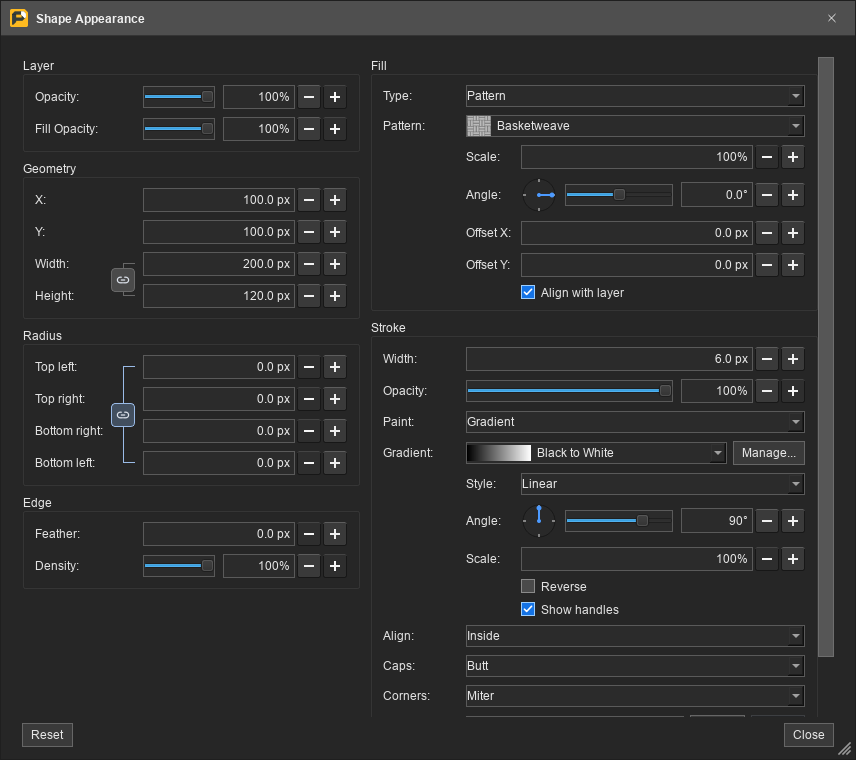 Shape Appearance
Layer
Opacity: 100%
Fill Opacity: 100%
Geometry
X: 100.0 px
Y: 100.0 px
Width: 200.0 px
Height: 120.0 px
Radius
Top left: 0.0 px
Top right: 0.0 px
Bottom right: 0.0 px
Bottom left: 0.0 px
Edge
Feather: 0.0 px
Density: 100%
Fill
Type: Pattern
Pattern: Basketweave
Scale: 100%
Angle: 0.0°
Offset X: 0.0 px
Offset Y: 0.0 px
Align with layer
Stroke
Width: 6.0 px
Opacity: 100%
Paint: Gradient
Gradient: Black to White Manage...
Style: Linear
Angle: 90°
Scale: 100%
Reverse
Show handles
Align: Inside
Caps: Butt
Corners: Miter
Reset Close